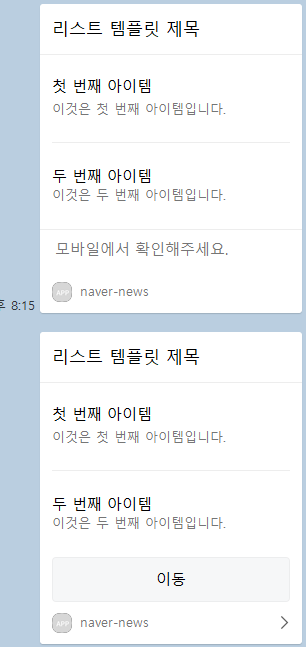 리스트 템플릿 제목
첫 번째 아이템
이것은 첫 번째 아이템입니다.
두 번째 아이템
이것은 두 번째 아이템입니다.
모바일에서 확인해주세요.
APP naver-news
8:15
리스트 템플릿 제목
첫 번째 아이템
이것은 첫 번째 아이템입니다.
두 번째 아이템
이것은 두 번째 아이템입니다.
이동
APP naver-news